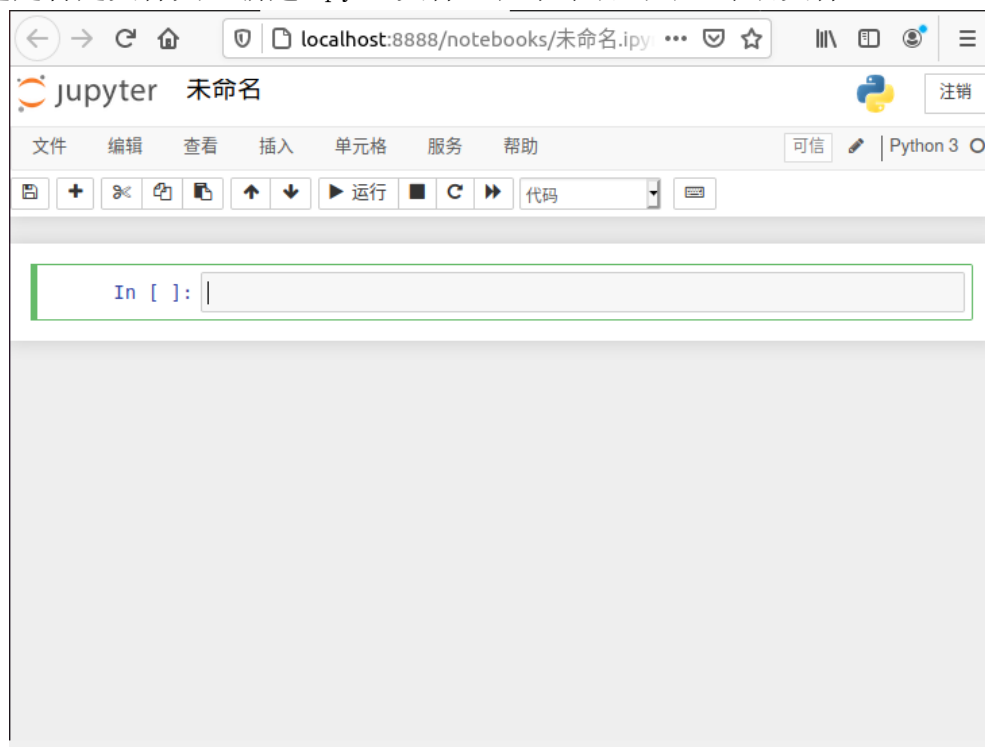 localhost:8888/notebooks/未命名.ipy
jupyter 未命名
注销
文件 编辑 查看 插入 单元格 服务 帮助 可信 Python 3
运行 代码
In [ ]: